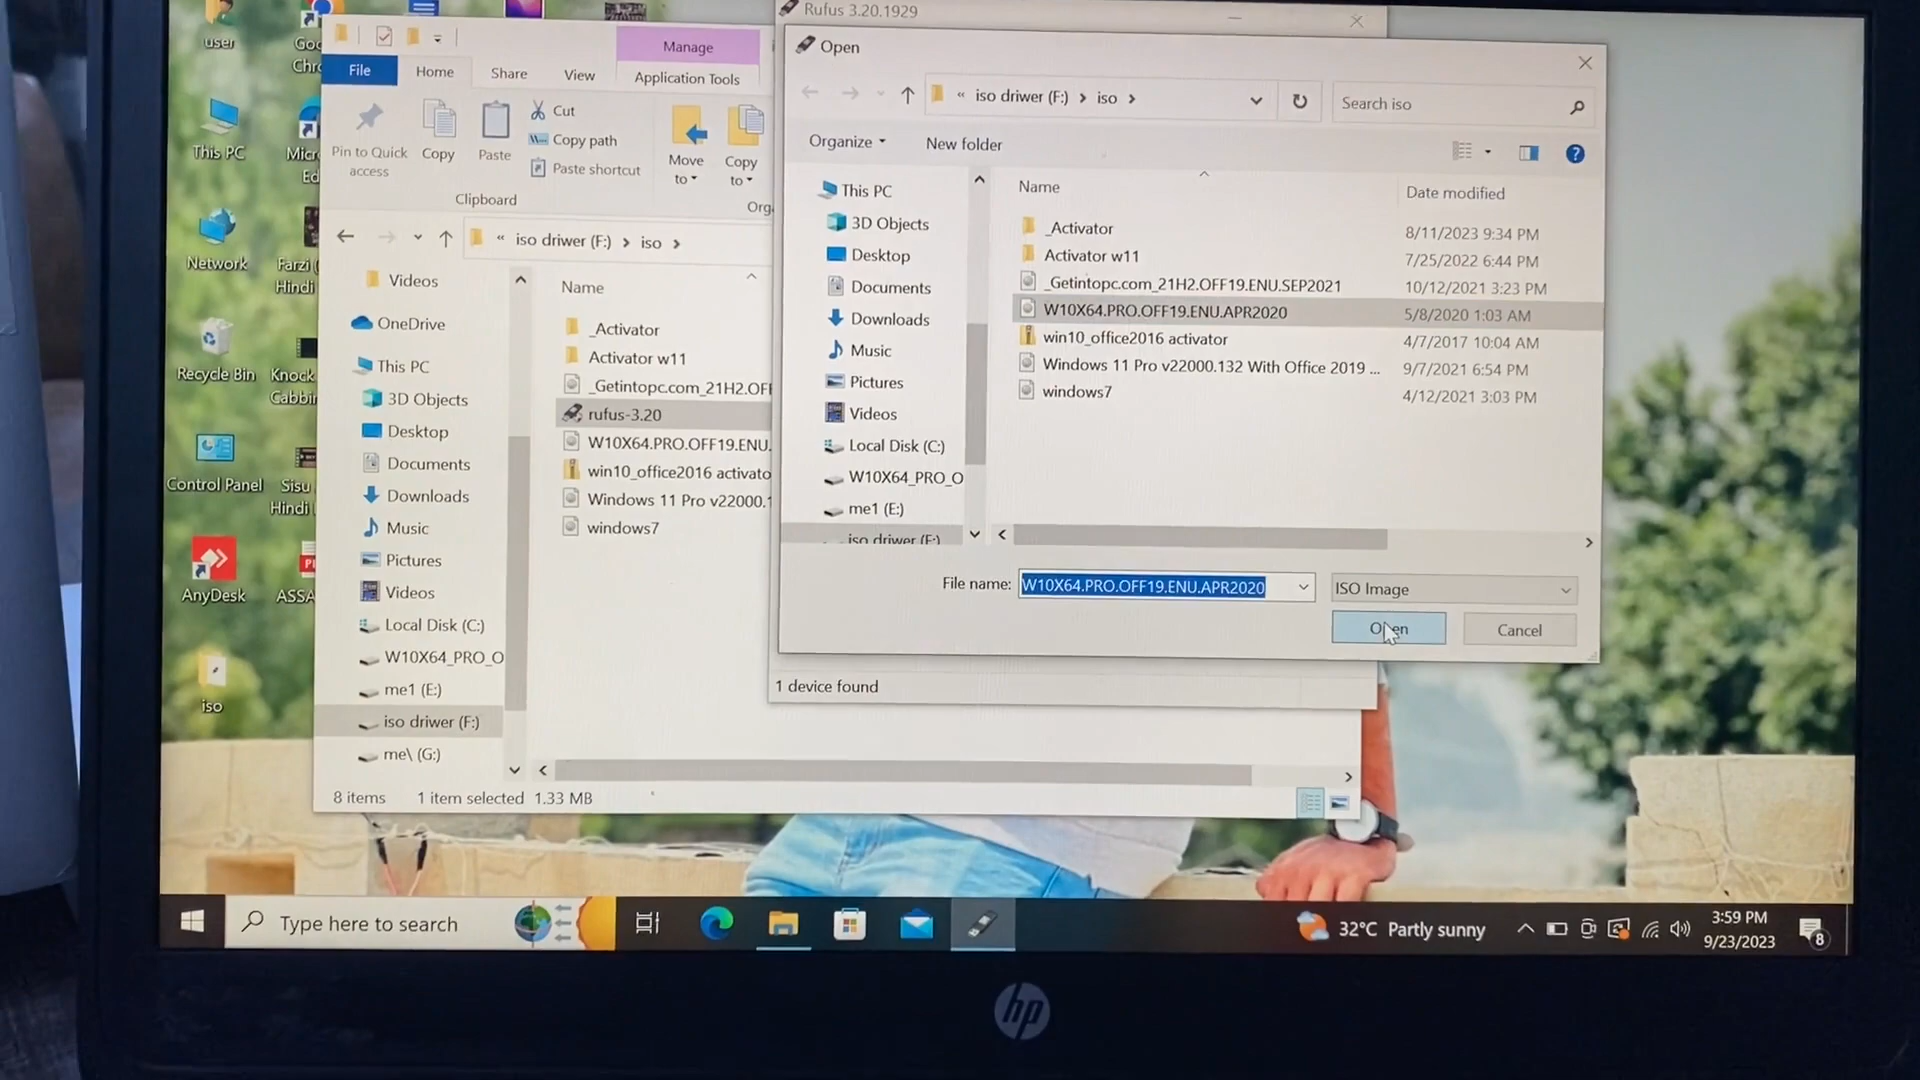 user
Goo
Chro
This PC
Micr
Ed
Network
Farzi (
Hindi
Recycle Bin
Knock
Cabbin
Control Panel
Sisu
Hindi
AnyDesk
ASSA
iso
File
Home
Share
View
Manage
Application Tools
Pin to Quick
access
Copy
Paste
Cut
Copy path
Paste shortcut
Move
to
Copy
to
Clipboard
Org
« iso driwer (F:) > iso >
Videos
OneDrive
This PC
3D Objects
Desktop
Documents
Downloads
Music
Pictures
Videos
Local Disk (C:)
W10X64_PRO_O
me1 (E:)
iso driwer (F:)
me\ (G:)
Name
_Activator
Activator w11
_Getintopc.com_21H2.OFF
rufus-3.20
W10X64.PRO.OFF19.ENU.
win10_office2016 activato
Windows 11 Pro v22000.1
windows7
8 items 1 item selected 1.33 MB
Rufus 3.20.1929
Open
« iso driwer (F:) > iso >
Search iso
Organize
New folder
This PC
3D Objects
Desktop
Documents
Downloads
Music
Pictures
Videos
Local Disk (C:)
W10X64_PRO_O
me1 (E:)
iso driwer (F:)
Name Date modified
_Activator 8/11/2023 9:34 PM
Activator w11 7/25/2022 6:44 PM
_Getintopc.com_21H2.OFF19.ENU.SEP2021 10/12/2021 3:23 PM
W10X64.PRO.OFF19.ENU.APR2020 5/8/2020 1:03 AM
win10_office2016 activator 4/7/2017 10:04 AM
Windows 11 Pro v22000.132 With Office 2019 ... 9/7/2021 6:54 PM
windows7 4/12/2021 3:03 PM
File name: W10X64.PRO.OFF19.ENU.APR2020 ISO Image
Open Cancel
1 device found
Type here to search
32°C Partly sunny
3:59 PM
9/23/2023
8
hp